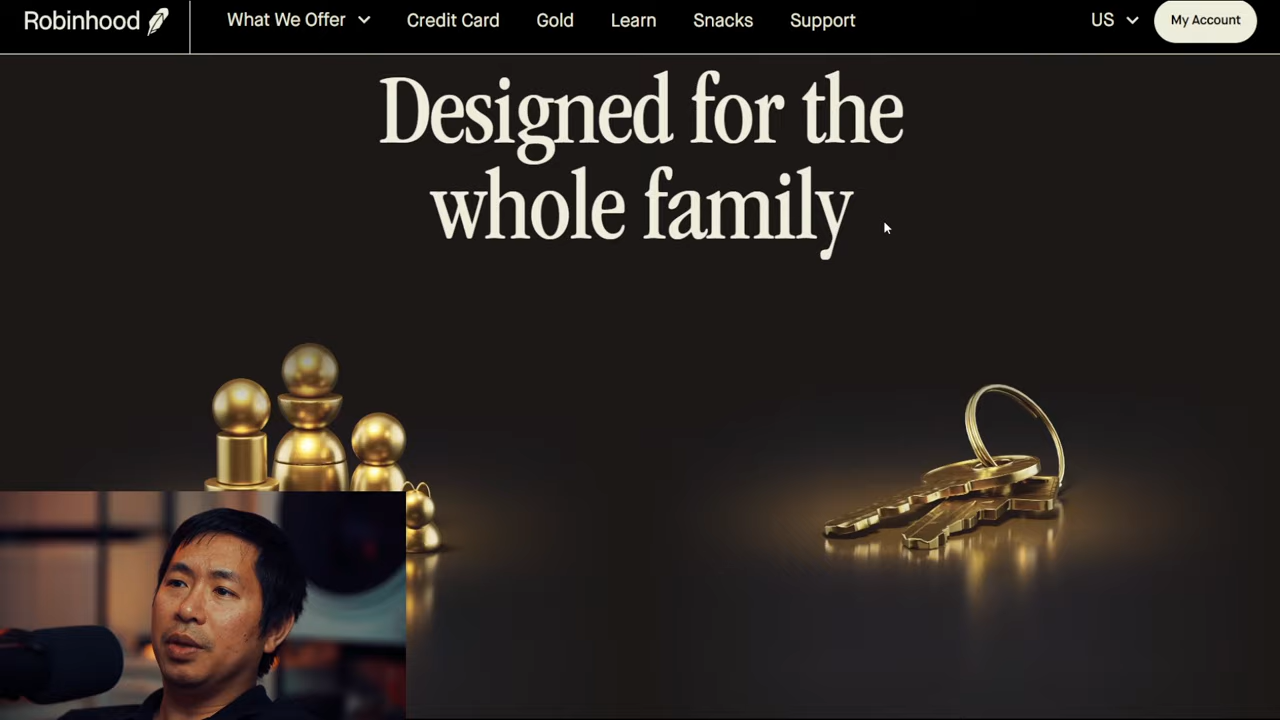 Robinhood What We Offer Credit Card Gold Learn Snacks Support US My Account
Designed for the
whole family